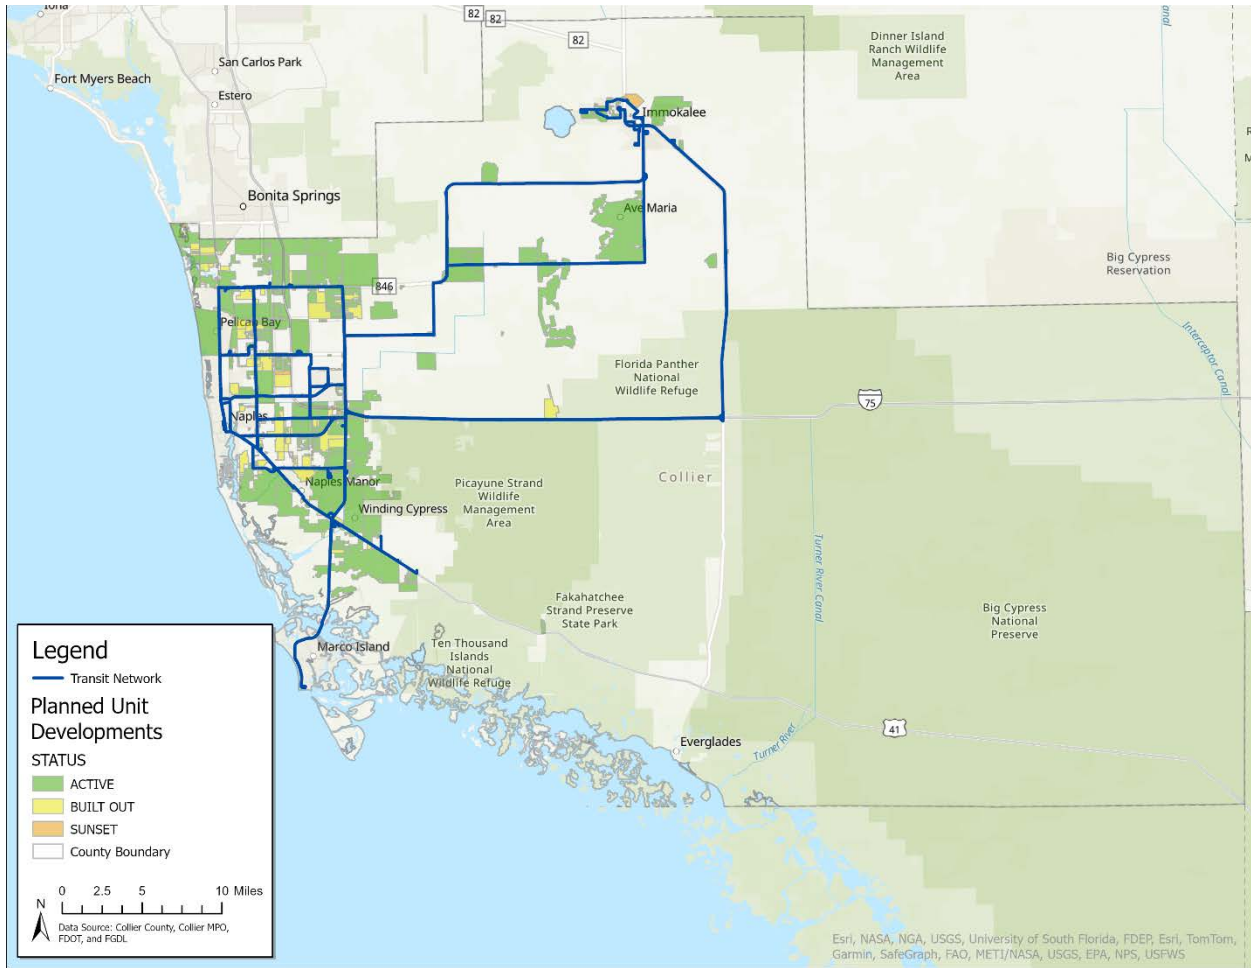 Iona
82
82
82
San Carlos Park
Fort Myers Beach
Estero
Dinner Island
Ranch Wildlife
Management
Area
anal
Immokalee
R
M
Bonita Springs
Ave Maria
Big Cypress
Reservation
846
Pelican Bay
Interceptor Canal
Florida Panther
National
Wildlife Refuge
75
Naples
Collier
Naples Manor
Picayune Strand
Wildlife
Management
Area
Winding Cypress
Turner River Canal
Fakahatchee
Strand Preserve
State Park
Big Cypress
National
Preserve
Marco Island
Ten Thousand
Islands
National
Wildlife Refuge
41
Everglades
Turner River
Legend
Transit Network
Planned Unit
Developments
STATUS
ACTIVE
BUILT OUT
SUNSET
County Boundary
0 2.5 5 10 Miles
N
Data Source: Collier County, Collier MPO,
FDOT, and FGDL
Esri, NASA, NGA, USGS, University of South Florida, FDEP, Esri, TomTom,
Garmin, SafeGraph, FAO, METI/NASA, USGS, EPA, NPS, USFWS